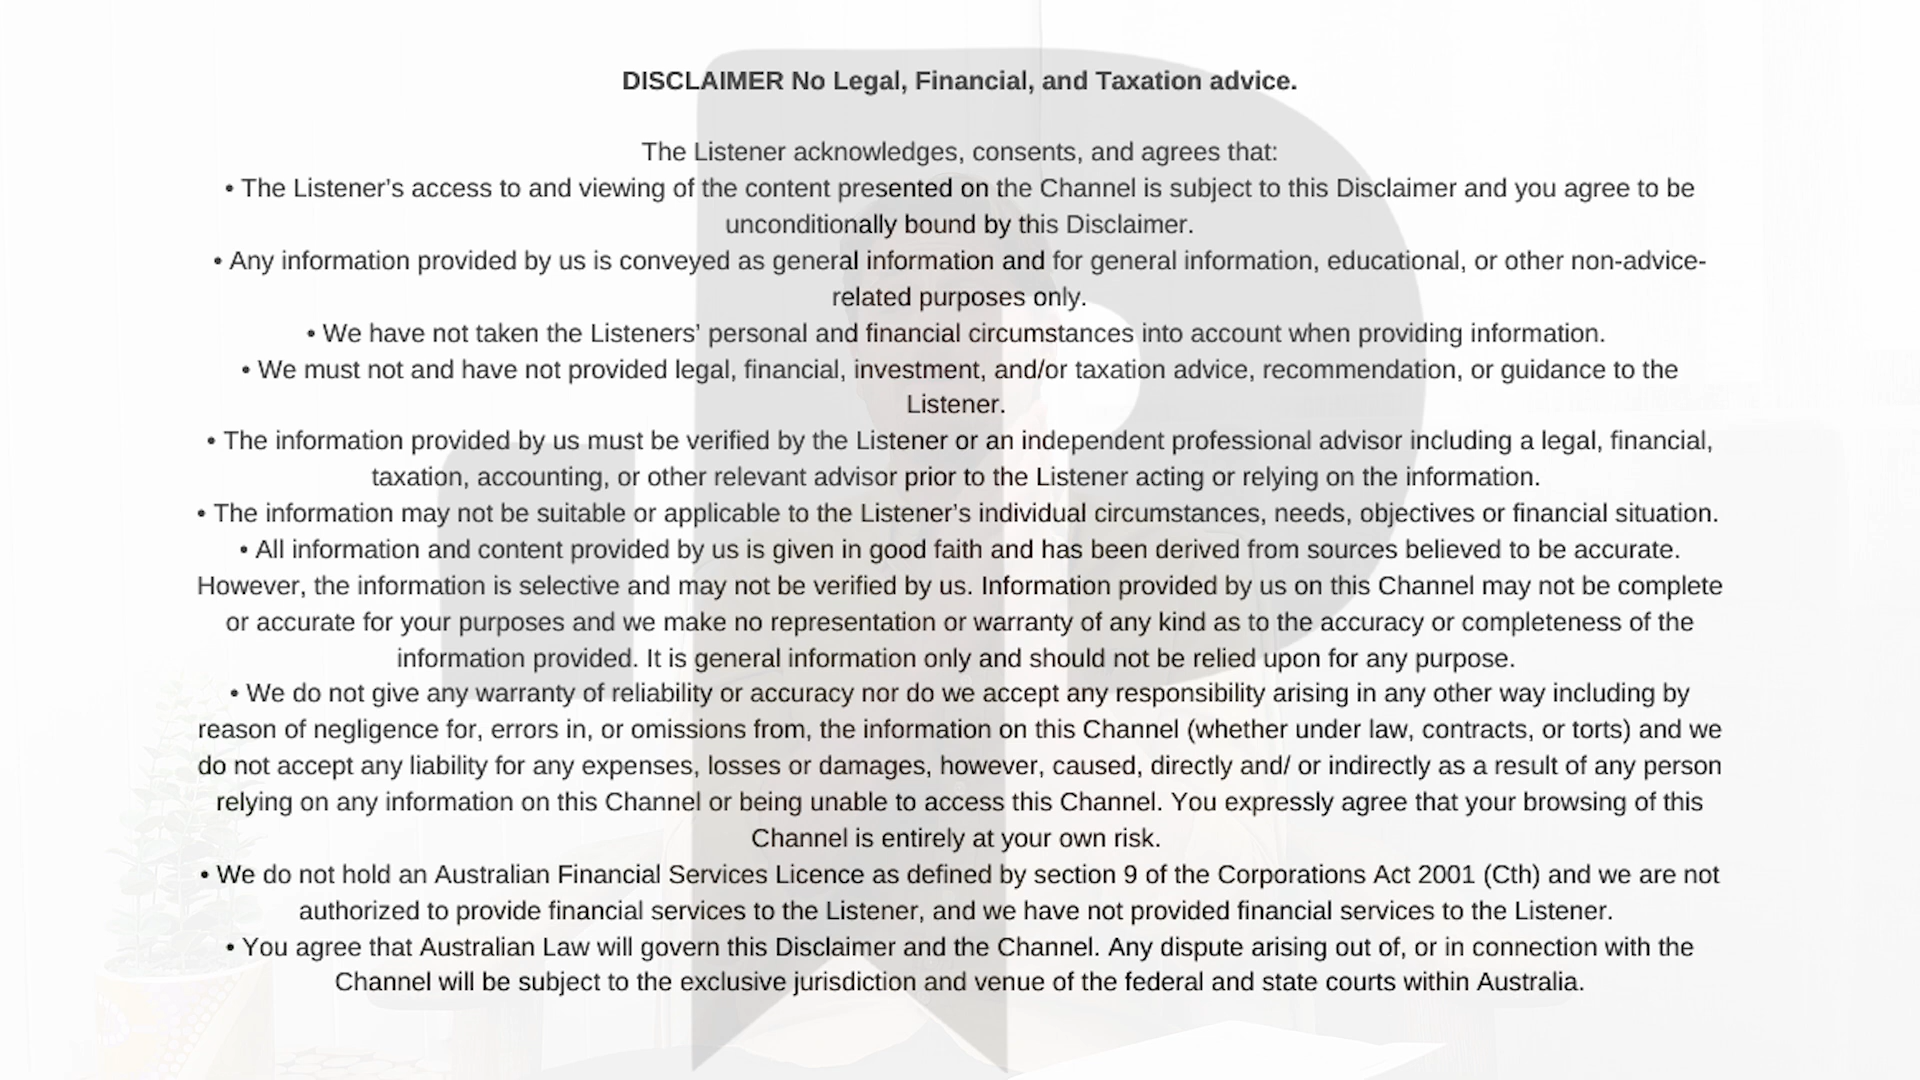 DISCLAIMER No Legal, Financial, and Taxation advice.
The Listener acknowledges, consents, and agrees that:
• The Listener’s access to and viewing of the content presented on the Channel is subject to this Disclaimer and you agree to be
unconditionally bound by this Disclaimer.
• Any information provided by us is conveyed as general information and for general information, educational, or other non-advice-
related purposes only.
• We have not taken the Listeners’ personal and financial circumstances into account when providing information.
• We must not and have not provided legal, financial, investment, and/or taxation advice, recommendation, or guidance to the
Listener.
• The information provided by us must be verified by the Listener or an independent professional advisor including a legal, financial,
taxation, accounting, or other relevant advisor prior to the Listener acting or relying on the information.
• The information may not be suitable or applicable to the Listener’s individual circumstances, needs, objectives or financial situation.
• All information and content provided by us is given in good faith and has been derived from sources believed to be accurate.
However, the information is selective and may not be verified by us. Information provided by us on this Channel may not be complete
or accurate for your purposes and we make no representation or warranty of any kind as to the accuracy or completeness of the
information provided. It is general information only and should not be relied upon for any purpose.
• We do not give any warranty of reliability or accuracy nor do we accept any responsibility arising in any other way including by
reason of negligence for, errors in, or omissions from, the information on this Channel (whether under law, contracts, or torts) and we
do not accept any liability for any expenses, losses or damages, however, caused, directly and/ or indirectly as a result of any person
relying on any information on this Channel or being unable to access this Channel. You expressly agree that your browsing of this
Channel is entirely at your own risk.
• We do not hold an Australian Financial Services Licence as defined by section 9 of the Corporations Act 2001 (Cth) and we are not
authorized to provide financial services to the Listener, and we have not provided financial services to the Listener.
• You agree that Australian Law will govern this Disclaimer and the Channel. Any dispute arising out of, or in connection with the
Channel will be subject to the exclusive jurisdiction and venue of the federal and state courts within Australia.